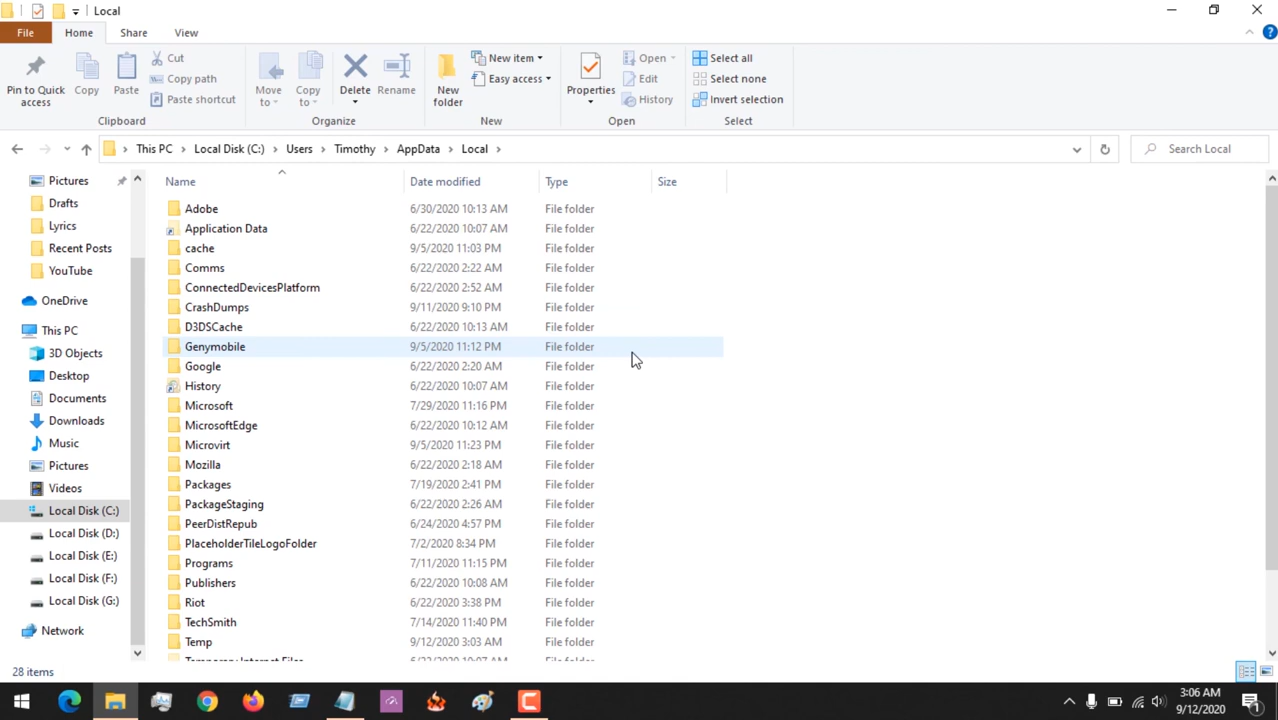 Local
File Home Share View
Pin to Quick access
Copy
Paste
Cut
Copy path
Paste shortcut
Clipboard
Move to
Copy to
Delete
Rename
Organize
New folder
New item
Easy access
New
Properties
Open
Edit
History
Open
Select all
Select none
Invert selection
Select
This PC Local Disk (C:) Users Timothy AppData Local
Search Local
Pictures
Drafts
Lyrics
Recent Posts
YouTube
OneDrive
This PC
3D Objects
Desktop
Documents
Downloads
Music
Pictures
Videos
Local Disk (C:)
Local Disk (D:)
Local Disk (E:)
Local Disk (F:)
Local Disk (G:)
Network
Name Date modified Type Size
Adobe 6/30/2020 10:13 AM File folder
Application Data 6/22/2020 10:07 AM File folder
cache 9/5/2020 11:03 PM File folder
Comms 6/22/2020 2:22 AM File folder
ConnectedDevicesPlatform 6/22/2020 2:52 AM File folder
CrashDumps 9/11/2020 9:10 PM File folder
D3DSCache 6/22/2020 10:13 AM File folder
Genymobile 9/5/2020 11:12 PM File folder
Google 6/22/2020 2:20 AM File folder
History 6/22/2020 10:07 AM File folder
Microsoft 7/29/2020 11:16 PM File folder
MicrosoftEdge 6/22/2020 10:12 AM File folder
Microvirt 9/5/2020 11:23 PM File folder
Mozilla 6/22/2020 2:18 AM File folder
Packages 7/19/2020 2:41 PM File folder
PackageStaging 6/22/2020 2:26 AM File folder
PeerDistRepub 6/24/2020 4:57 PM File folder
PlaceholderTileLogoFolder 7/2/2020 8:34 PM File folder
Programs 7/11/2020 11:15 PM File folder
Publishers 6/22/2020 10:08 AM File folder
Riot 6/22/2020 3:38 PM File folder
TechSmith 7/14/2020 11:40 PM File folder
Temp 9/12/2020 3:03 AM File folder
Temporary Internet Files 6/22/2020 10:07 AM File folder
28 items
3:06 AM
9/12/2020
1